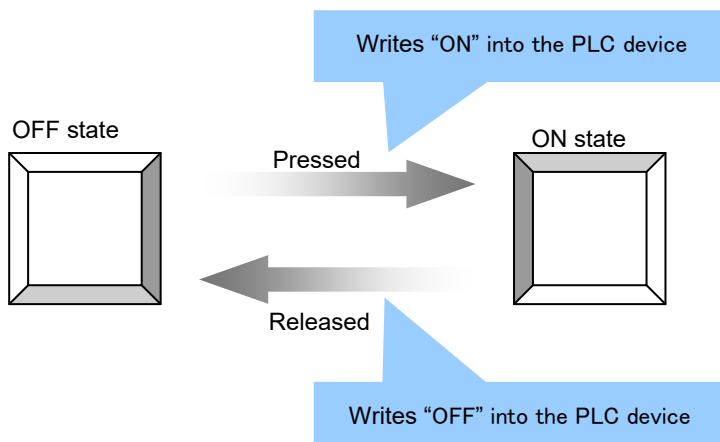 Writes “ON” into the PLC device
OFF state
ON state
Pressed
Released
Writes “OFF” into the PLC device